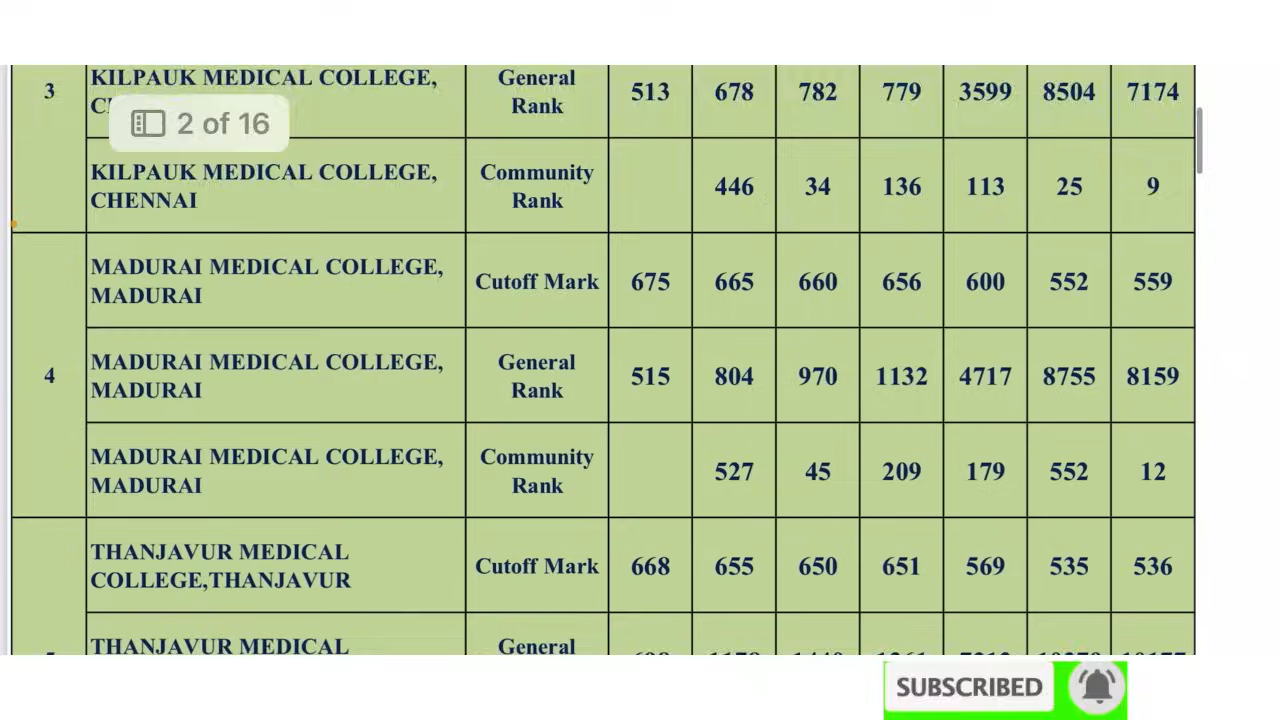 3
KILPAUK MEDICAL COLLEGE,
General
Rank
513 678 782 779 3599 8504 7174
2 of 16
KILPAUK MEDICAL COLLEGE,
CHENNAI
Community
Rank
446 34 136 113 25 9
MADURAI MEDICAL COLLEGE,
MADURAI
Cutoff Mark 675 665 660 656 600 552 559
4
MADURAI MEDICAL COLLEGE,
MADURAI
General
Rank
515 804 970 1132 4717 8755 8159
MADURAI MEDICAL COLLEGE,
MADURAI
Community
Rank
527 45 209 179 552 12
THANJAVUR MEDICAL
COLLEGE,THANJAVUR
Cutoff Mark 668 655 650 651 569 535 536
THANJAVUR MEDICAL
General
SUBSCRIBED